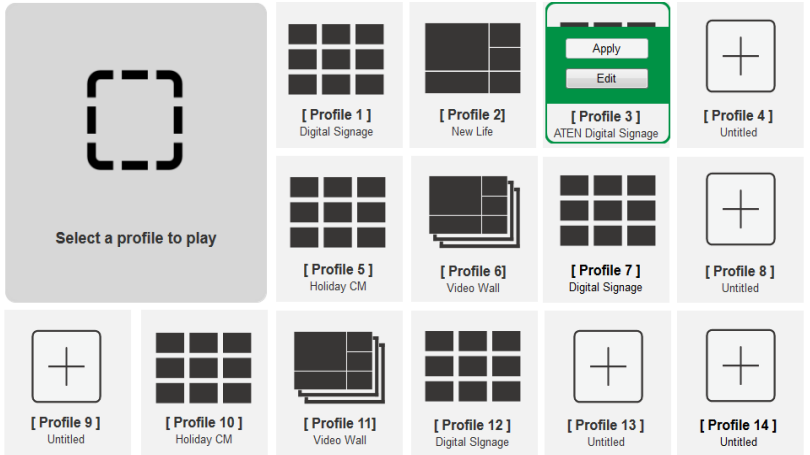 [ Profile 1 ]
Digital Signage
[ Profile 2]
New Life
Apply
Edit
[ Profile 3 ]
ATEN Digital Signage
[ Profile 4 ]
Untitled
Select a profile to play
[ Profile 5 ]
Holiday CM
[ Profile 6]
Video Wall
[ Profile 7 ]
Digital Signage
[ Profile 8 ]
Untitled
[ Profile 9 ]
Untitled
[ Profile 10 ]
Holiday CM
[ Profile 11]
Video Wall
[ Profile 12 ]
Digital SIgnage
[ Profile 13 ]
Untitled
[ Profile 14 ]
Untitled